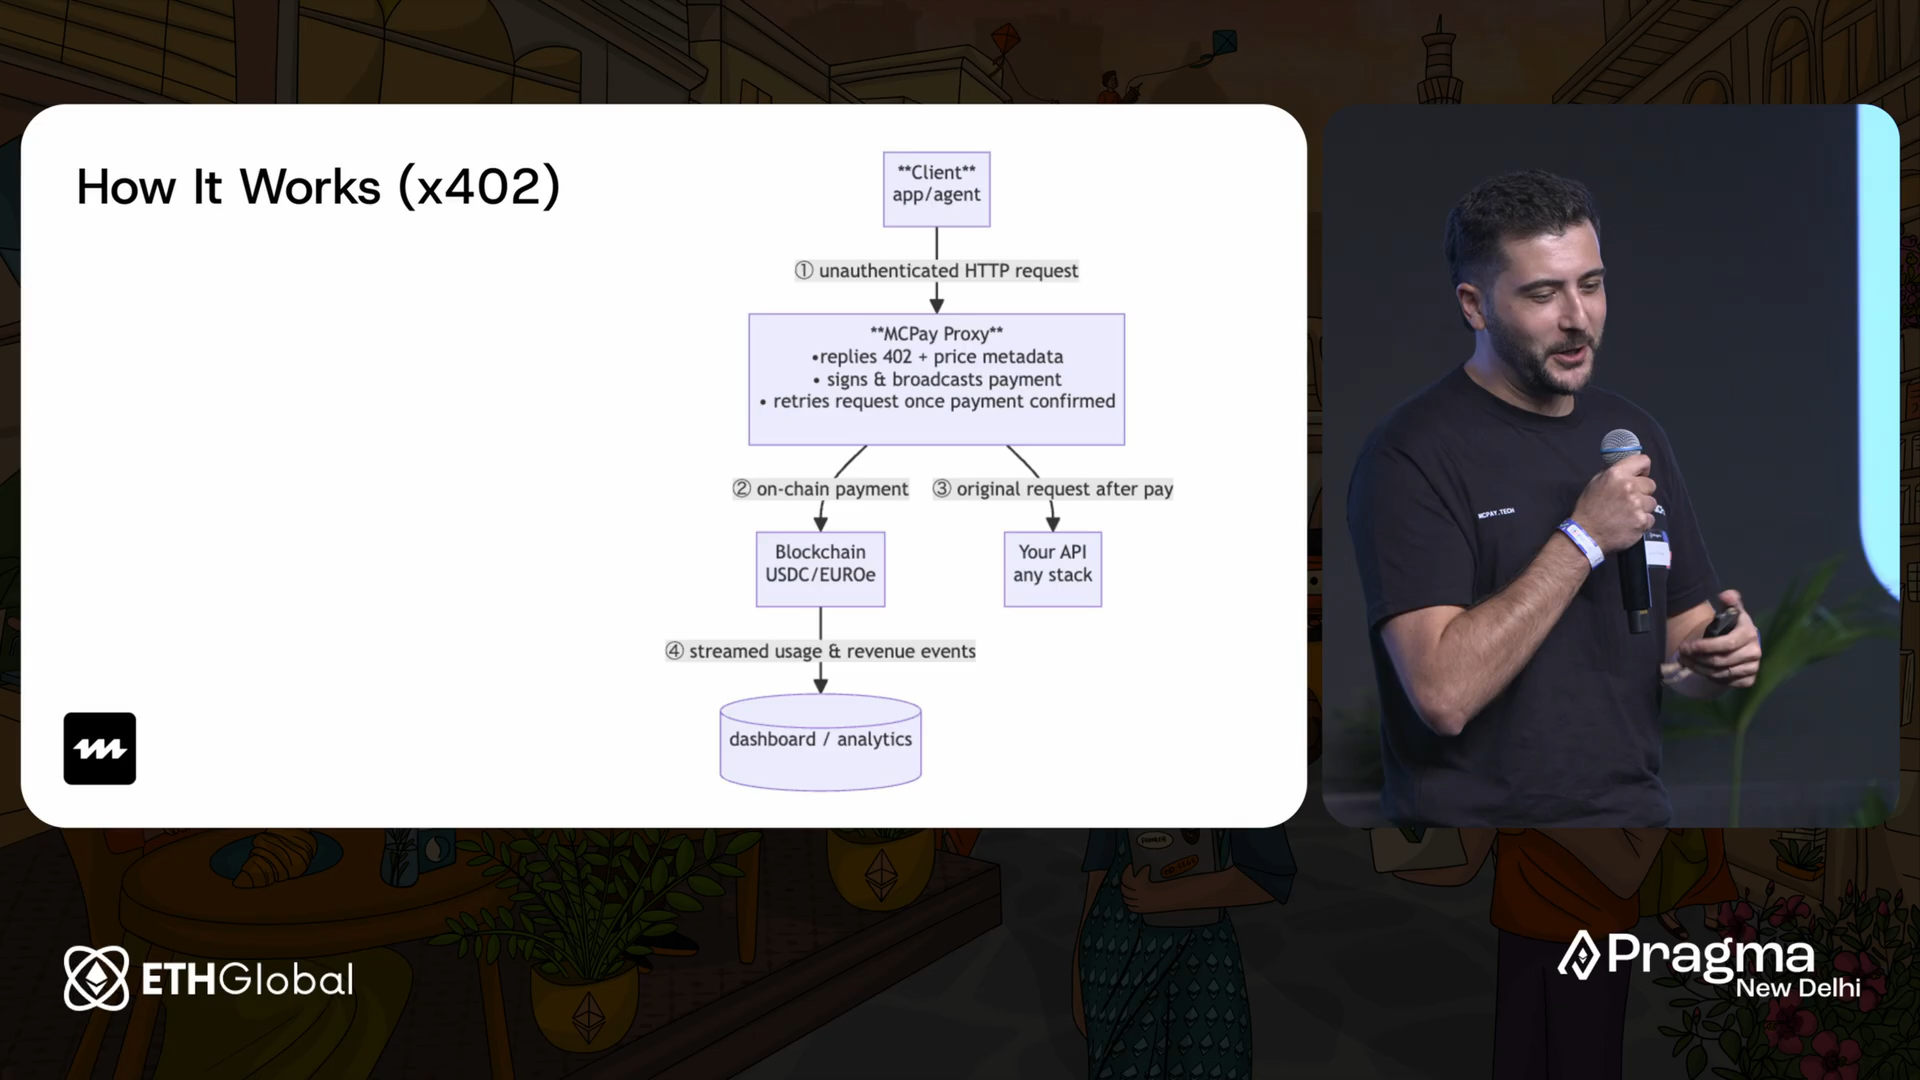 How It Works (x402)
**Client**
app/agent
① unauthenticated HTTP request
**MCPay Proxy**
•replies 402 + price metadata
• signs & broadcasts payment
• retries request once payment confirmed
② on-chain payment
③ original request after pay
Blockchain
USDC/EUROe
Your API
any stack
④ streamed usage & revenue events
dashboard / analytics
MCPAY.TECH
ETHGlobal
Pragma
New Delhi